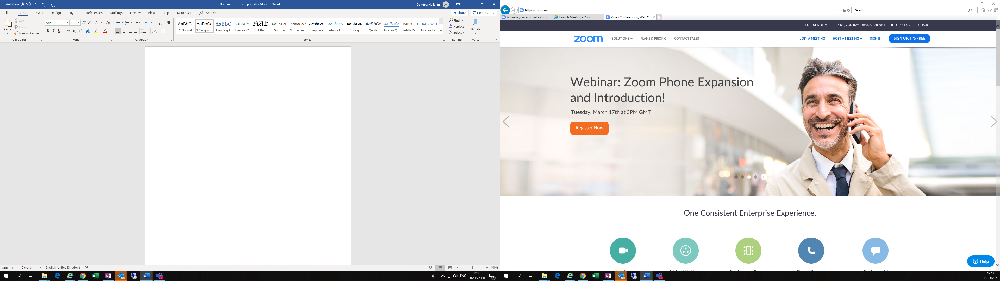 AutoSave Off
Document1 - Compatibility Mode - Word
Gemma Halleran
File Home Insert Design Layout References Mailings Review View Help ACROBAT Search
Share Comments
Paste
Cut
Copy
Format Painter
Clipboard
Arial 12
Font
Paragraph
AaBbCc AaBbCc AaBbC AaBbCcl AaB AaBbCcD AaBbCcD AaBbCcD AaBbCcD AaBbCcD AaBbCc AaBbCc AaBbCcD AaBbCcD
¶ Normal ¶ No Spac... Heading 1 Heading 2 Title Subtitle Subtle Em... Emphasis Intense E... Strong Quote Intense Q... Subtle Ref... Intense Re...
Styles
Find
Replace
Select
Editing
Dictate
Voice
Page 1 of 1 0 words English (United Kingdom) 100%
ENG 12:13
16/03/2020
7
https://zoom.us/
Search...
Activate your account - Zoom
Launch Meeting - Zoom
Video Conferencing, Web C...
REQUEST A DEMO +44 (20) 7039 8961 OR 0800 368 7314 RESOURCES SUPPORT
zoom SOLUTIONS PLANS & PRICING CONTACT SALES JOIN A MEETING HOST A MEETING SIGN IN SIGN UP, IT'S FREE
Webinar: Zoom Phone Expansion
and Introduction!
Tuesday, March 17th at 3PM GMT
Register Now
One Consistent Enterprise Experience.
Help
12:13
16/03/2020